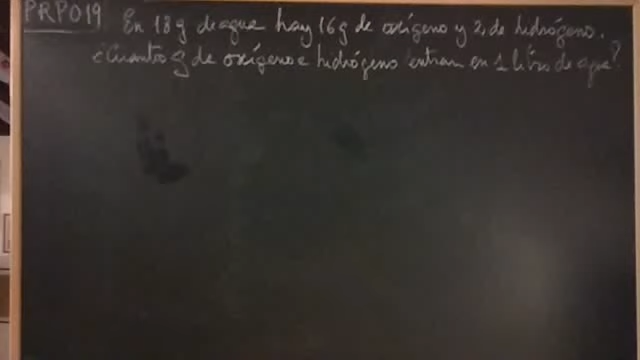 PRP019 En 18 g de agua hay 16 g de oxígeno y 2 de hidrógeno.
¿Cuantos g de oxígeno e hidrógeno entran en 1 litro de agua?